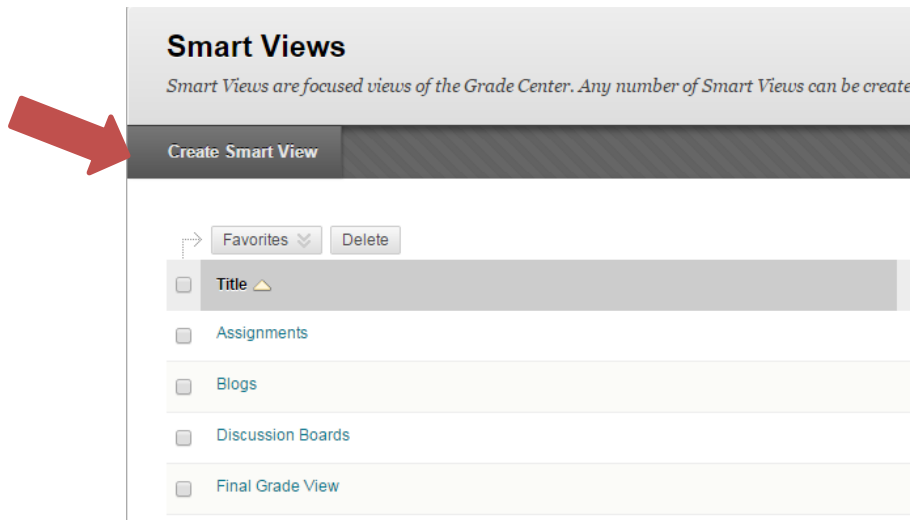 Smart Views
Smart Views are focused views of the Grade Center. Any number of Smart Views can be create
Create Smart View
Favorites Delete
Title
Assignments
Blogs
Discussion Boards
Final Grade View